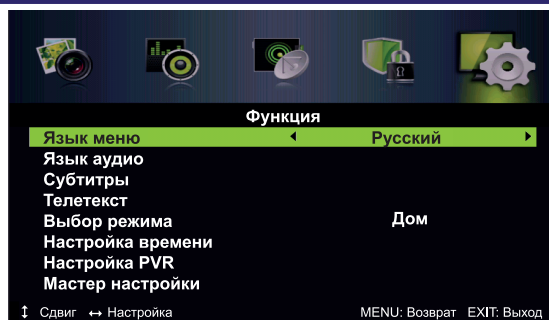 Функция
Язык меню Русский
Язык аудио
Субтитры
Телетекст
Выбор режима Дом
Настройка времени
Настройка PVR
Мастер настройки
Сдвиг Настройка MENU: Возврат EXIT: Выход